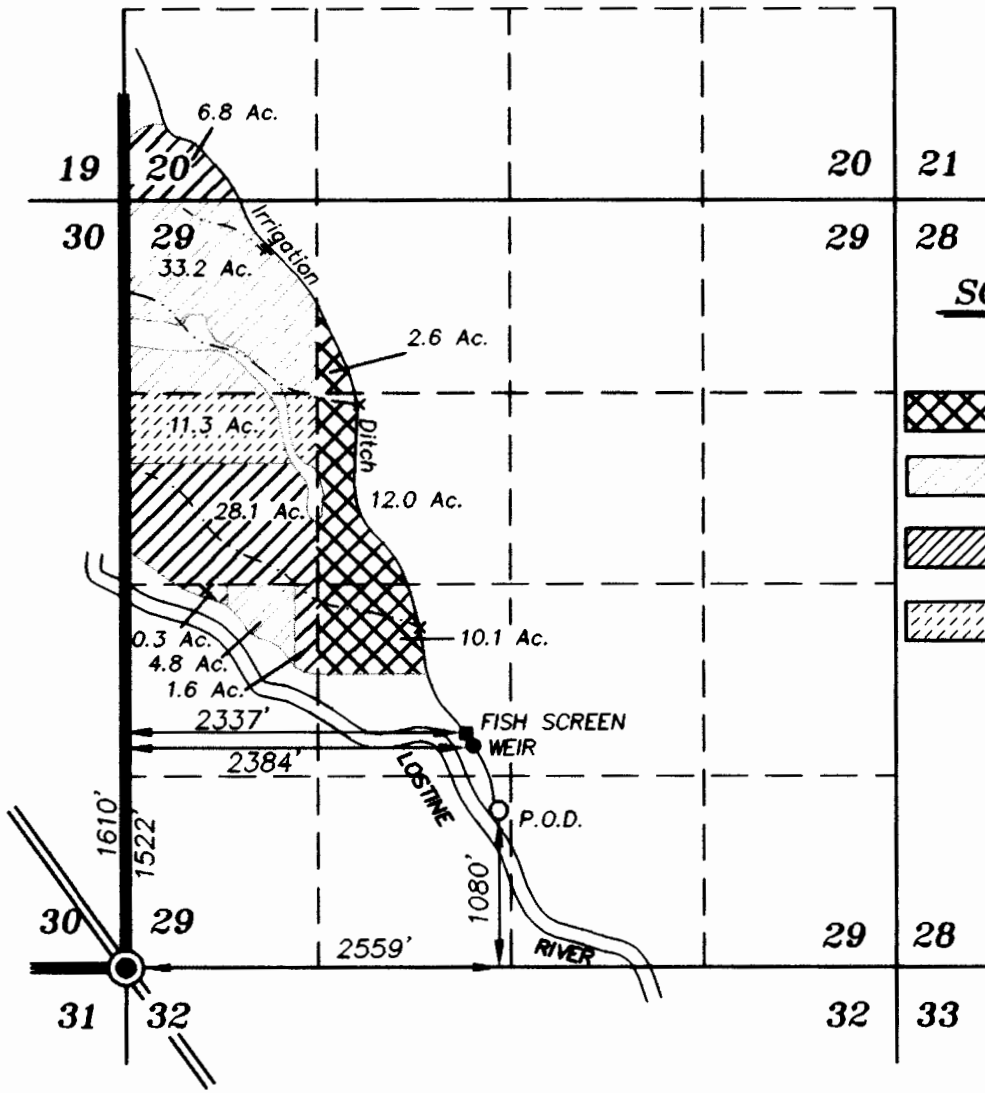 6.8 Ac.
19
20
20
21
30
29
29
28
Irrigation
33.2 Ac.
2.6 Ac.
11.3 Ac.
Ditch
12.0 Ac.
28.1 Ac.
0.3 Ac.
10.1 Ac.
4.8 Ac.
1.6 Ac.
2337'
FISH SCREEN
2384'
WEIR
LOSTINE
P.O.D.
1610'
1522'
1080'
30
29
2559'
RIVER
29
28
31
32
32
33